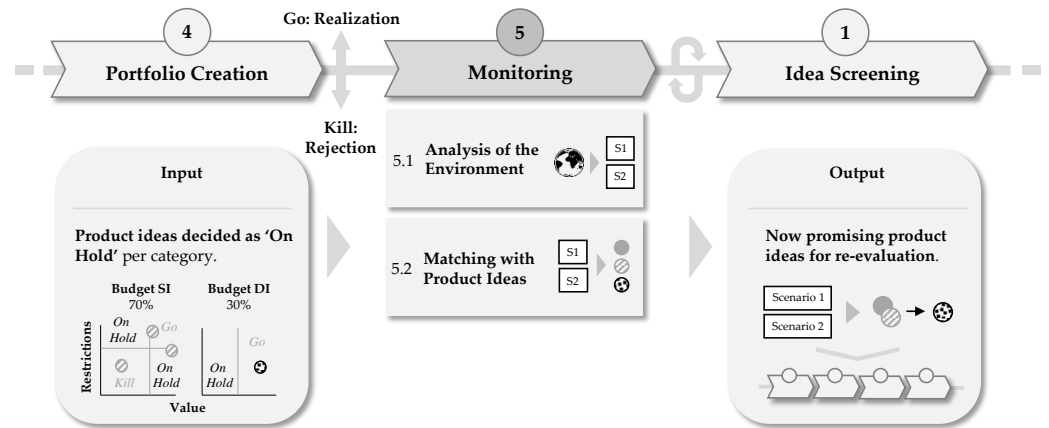 4
Portfolio Creation
Go: Realization
Kill:
Rejection
5
Monitoring
1
Idea Screening
Input
Product ideas decided as ‘On
Hold’ per category.
Budget SI
70%
Budget DI
30%
Restrictions
On
Hold
Go
Kill
On
Hold
Go
On
Hold
Value
5.1
Analysis of the
Environment
S1
S2
5.2
Matching with
Product Ideas
S1
S2
Output
Now promising product
ideas for re-evaluation.
Scenario 1
Scenario 2